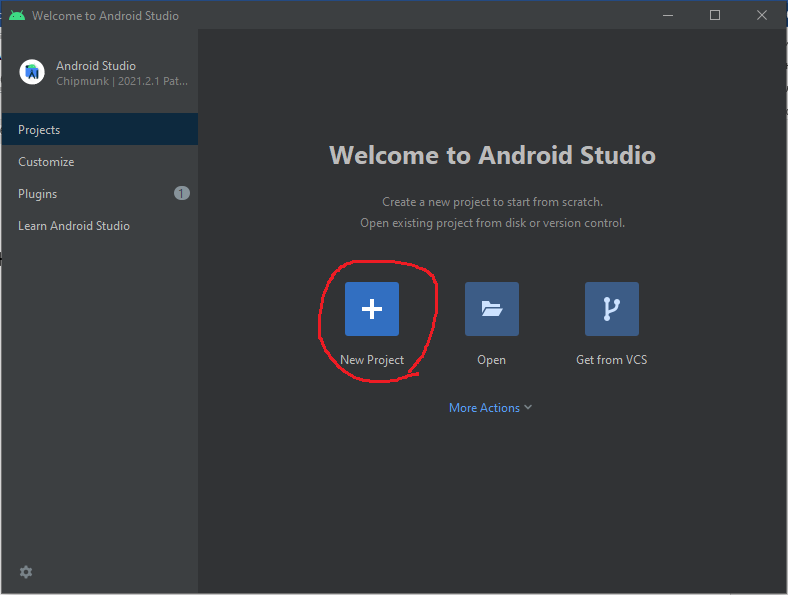 Welcome to Android Studio
Android Studio
Chipmunk | 2021.2.1 Pat...
Projects
Customize
Plugins
1
Learn Android Studio
Welcome to Android Studio
Create a new project to start from scratch.
Open existing project from disk or version control.
New Project
Open
Get from VCS
More Actions